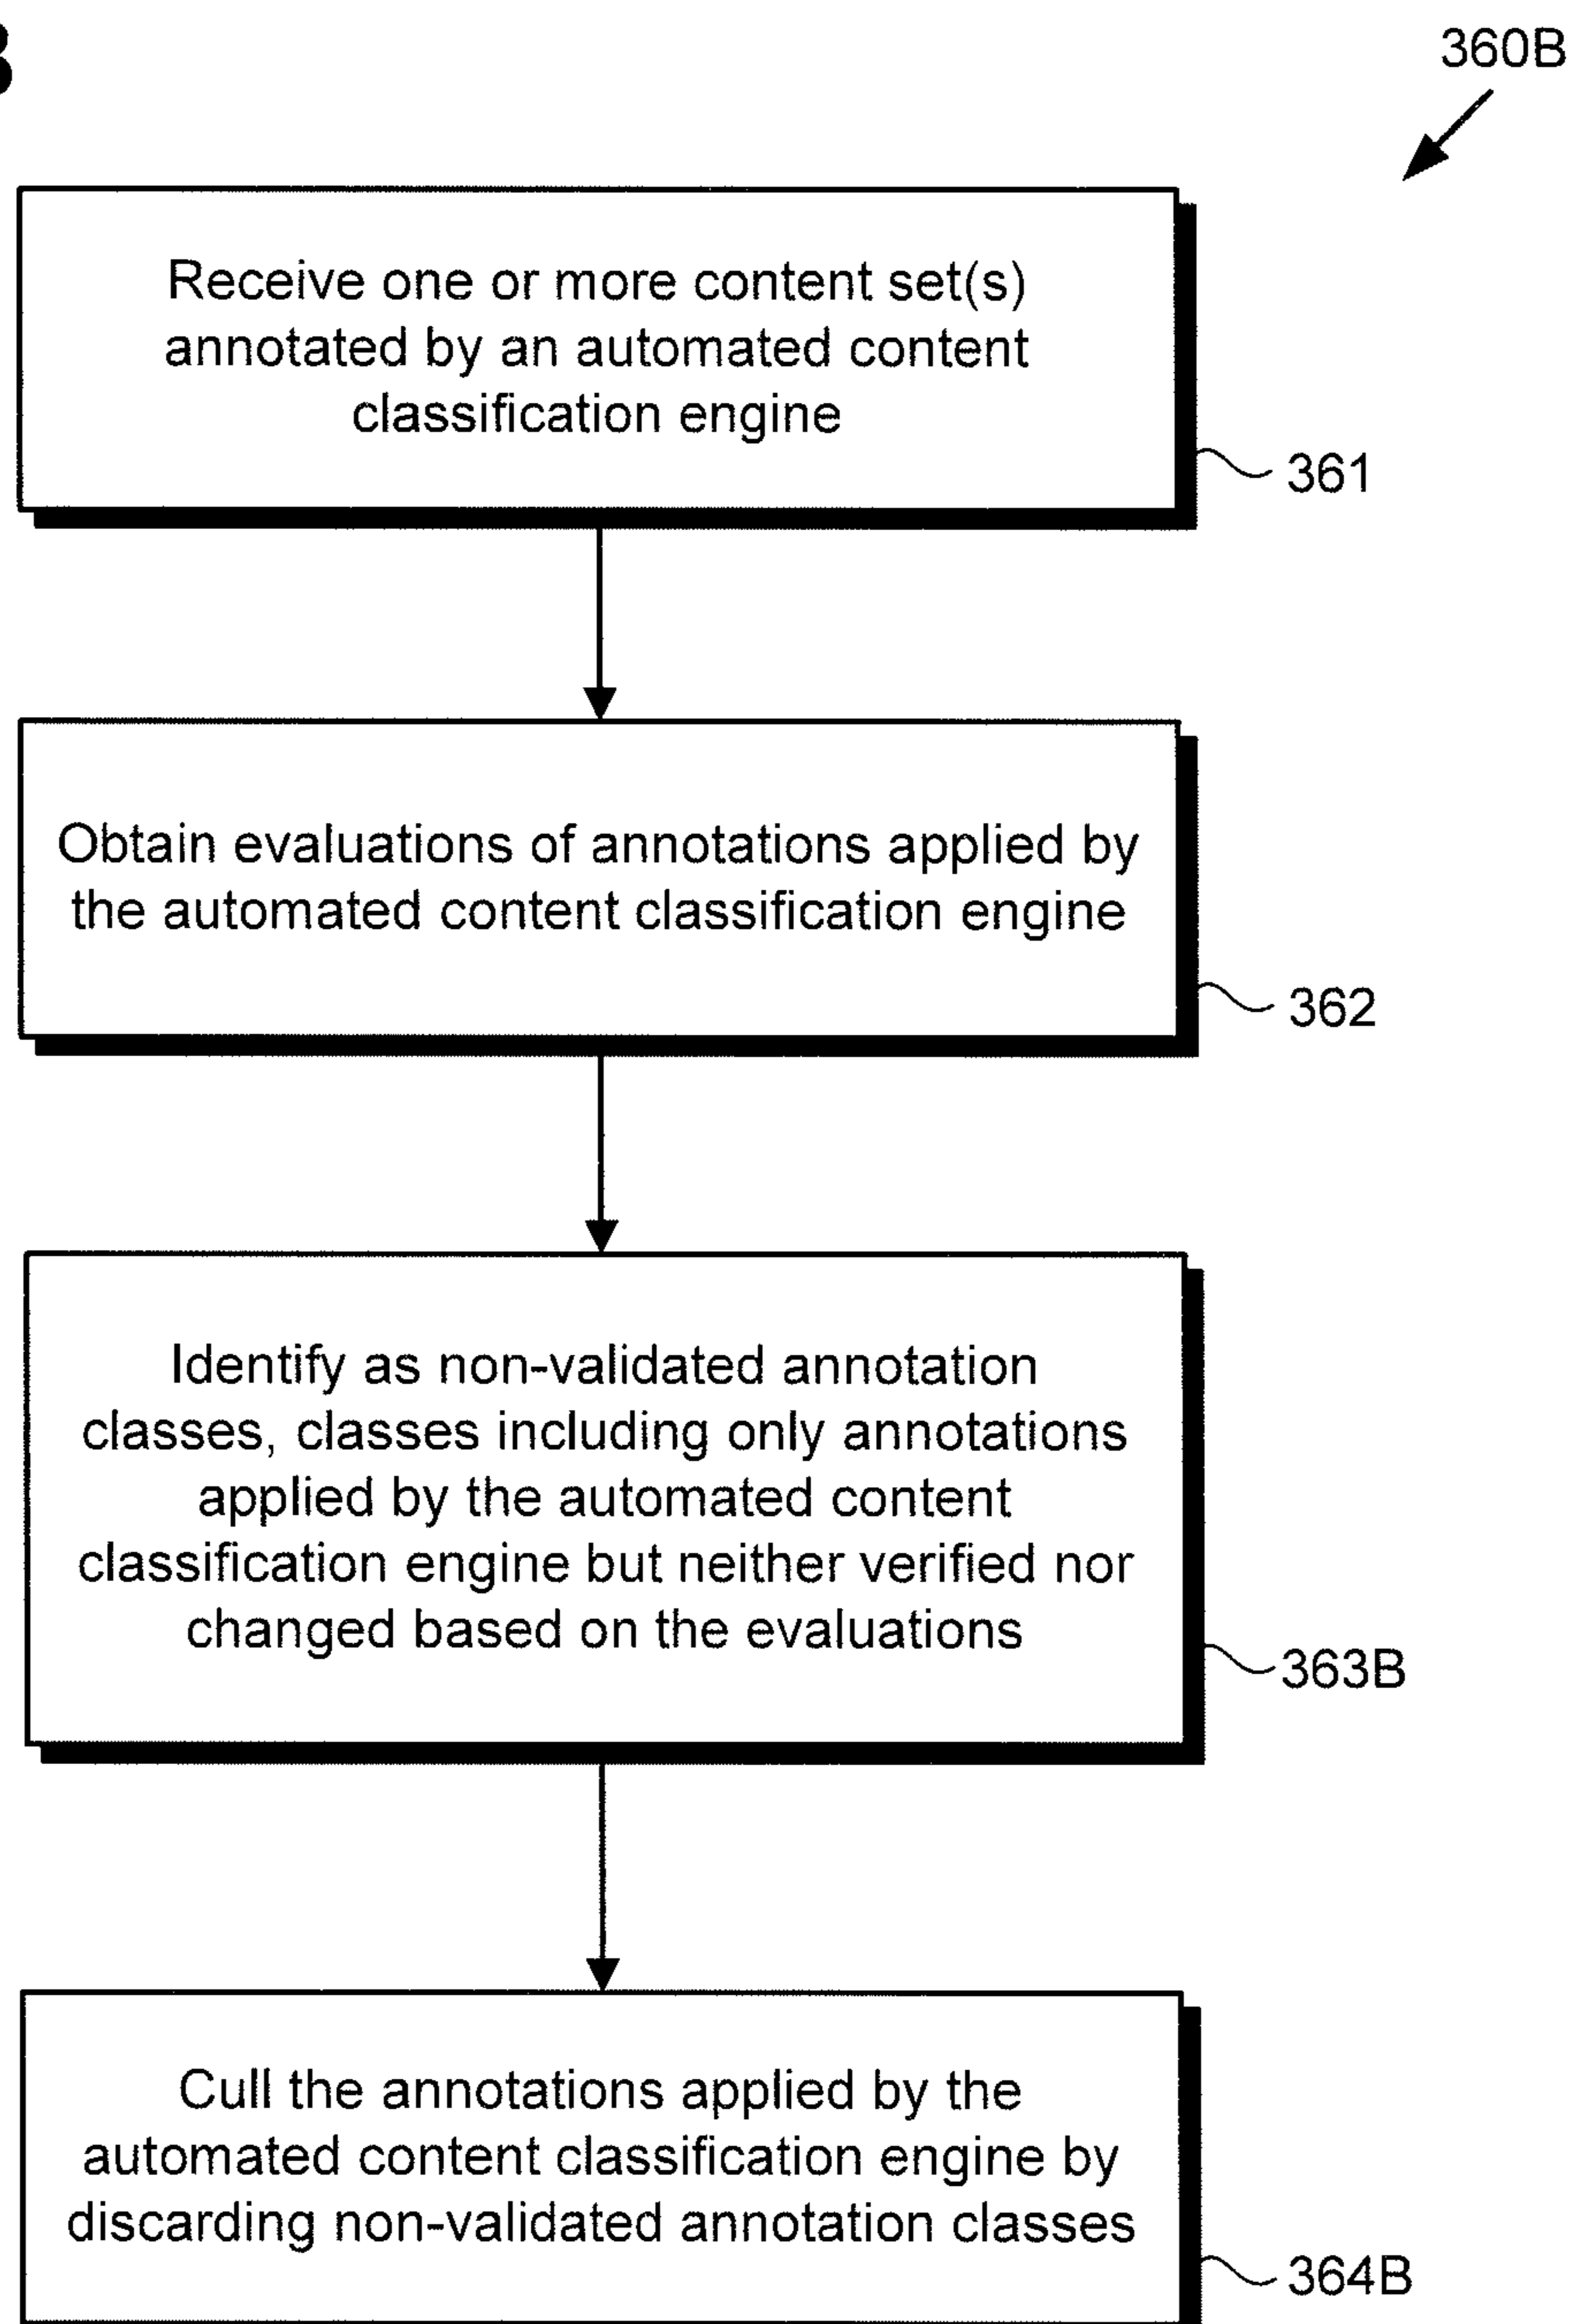 360B
Receive one or more content set(s)
annotated by an automated content
classification engine
361
Obtain evaluations of annotations applied by
the automated content classification engine
362
Identify as non-validated annotation
classes, classes including only annotations
applied by the automated content
classification engine but neither verified nor
changed based on the evaluations
363B
Cull the annotations applied by the
automated content classification engine by
discarding non-validated annotation classes
364B